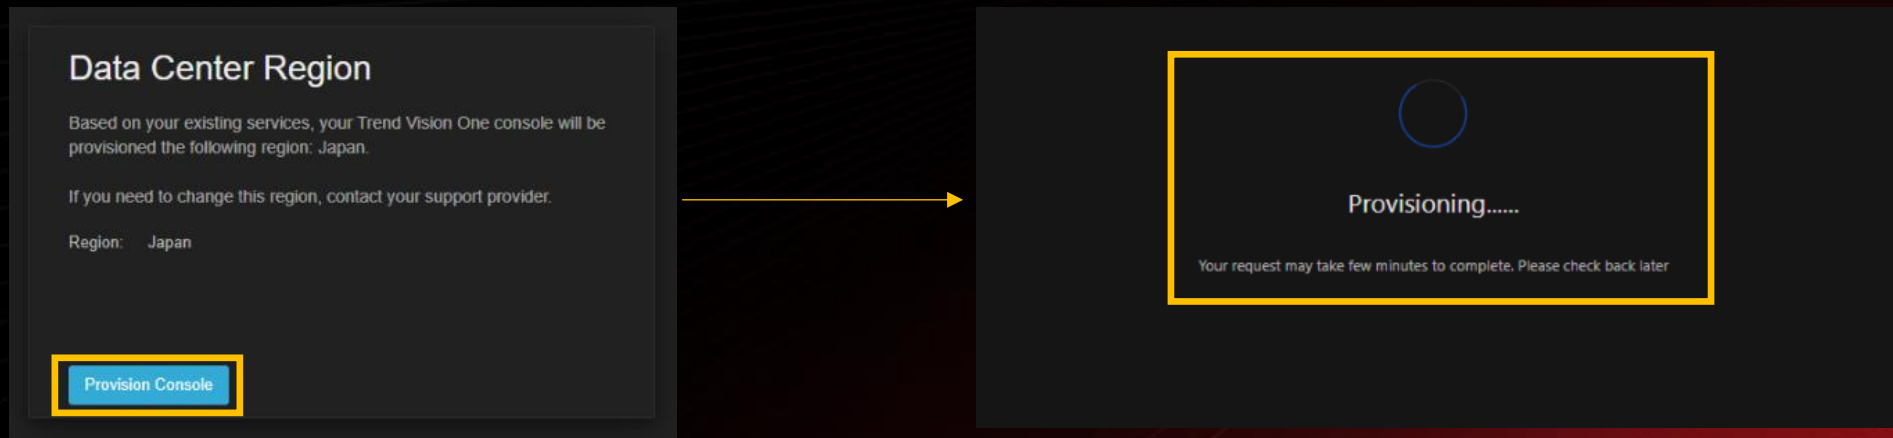 Data Center Region
Based on your existing services, your Trend Vision One console will be
provisioned the following region: Japan.
If you need to change this region, contact your support provider.
Region: Japan
Provision Console
Provisioning......
Your request may take few minutes to complete. Please check back later